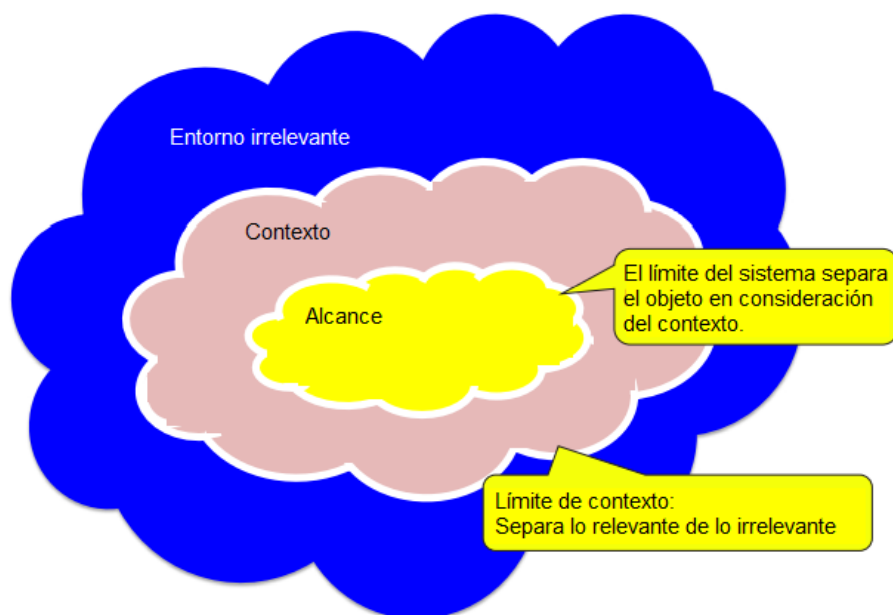 Entorno irrelevante
Contexto
El límite del sistema separa
el objeto en consideración
del contexto.
Alcance
Límite de contexto:
Separa lo relevante de lo irrelevante